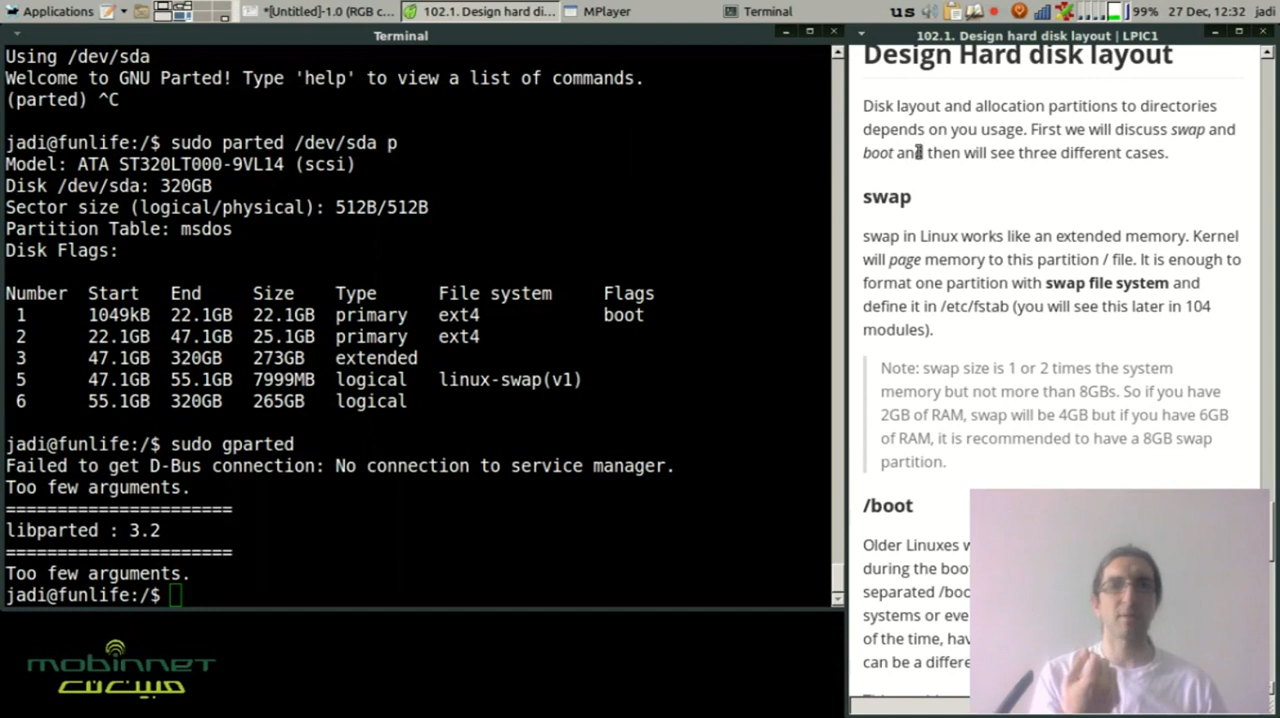 Applications
*[Untitled]-1.0 (RGB c...
102.1. Design hard di...
MPlayer
Terminal
us
99%
27 Dec, 12:32
jadi
Terminal
Using /dev/sda
Welcome to GNU Parted! Type 'help' to view a list of commands.
(parted) ^C
jadi@funlife:/$ sudo parted /dev/sda p
Model: ATA ST320LT000-9VL14 (scsi)
Disk /dev/sda: 320GB
Sector size (logical/physical): 512B/512B
Partition Table: msdos
Disk Flags:
Number Start End Size Type File system Flags
1 1049kB 22.1GB 22.1GB primary ext4 boot
2 22.1GB 47.1GB 25.1GB primary ext4
3 47.1GB 320GB 273GB extended
5 47.1GB 55.1GB 7999MB logical linux-swap(v1)
6 55.1GB 320GB 265GB logical
jadi@funlife:/$ sudo gparted
Failed to get D-Bus connection: No connection to service manager.
Too few arguments.
======================
libparted : 3.2
======================
Too few arguments.
jadi@funlife:/$
mobinnet
مبین نت
102.1. Design hard disk layout | LPIC1
Design Hard disk layout
Disk layout and allocation partitions to directories
depends on you usage. First we will discuss swap and
boot and then will see three different cases.
swap
swap in Linux works like an extended memory. Kernel
will page memory to this partition / file. It is enough to
format one partition with swap file system and
define it in /etc/fstab (you will see this later in 104
modules).
Note: swap size is 1 or 2 times the system
memory but not more than 8GBs. So if you have
2GB of RAM, swap will be 4GB but if you have 6GB
of RAM, it is recommended to have a 8GB swap
partition.
/boot
Older Linuxes w
during the boo
separated /boo
systems or eve
of the time, hav
can be a differe